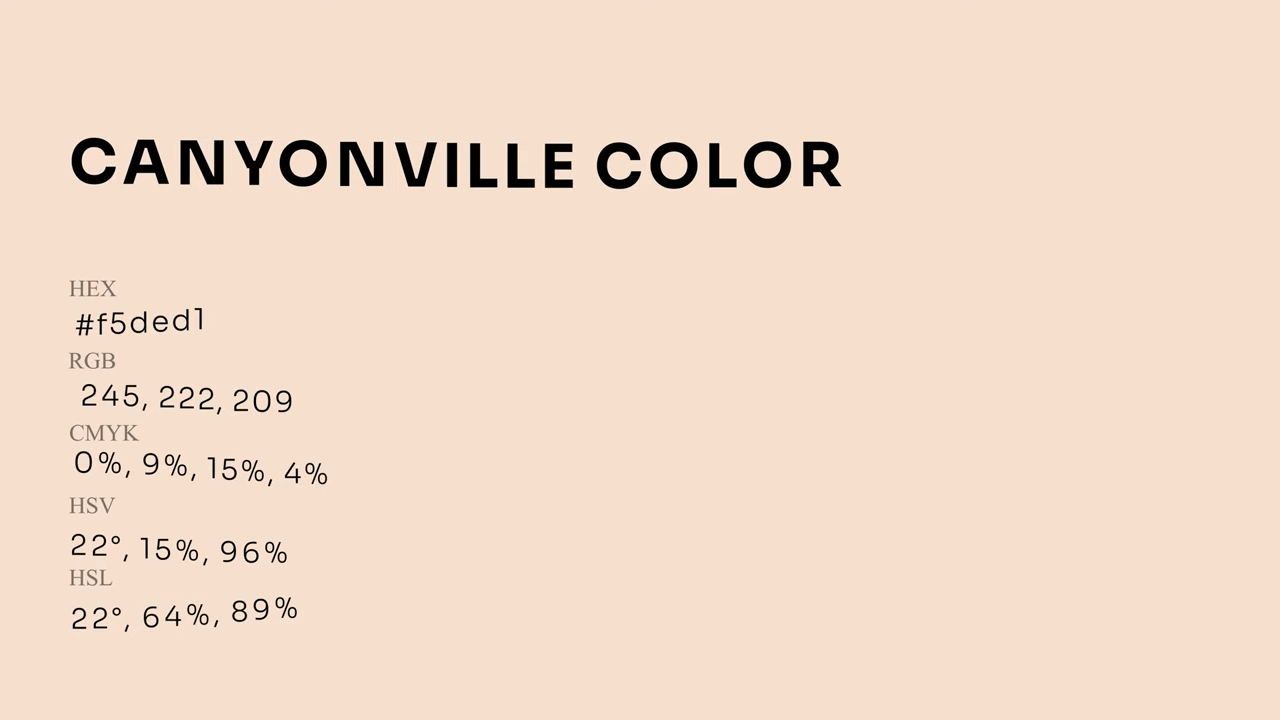 CANYONVILLE COLOR
HEX
#f5ded1
RGB
245, 222, 209
CMYK
0%, 9%, 15%, 4%
HSV
22°, 15%, 96%
HSL
22°, 64%, 89%